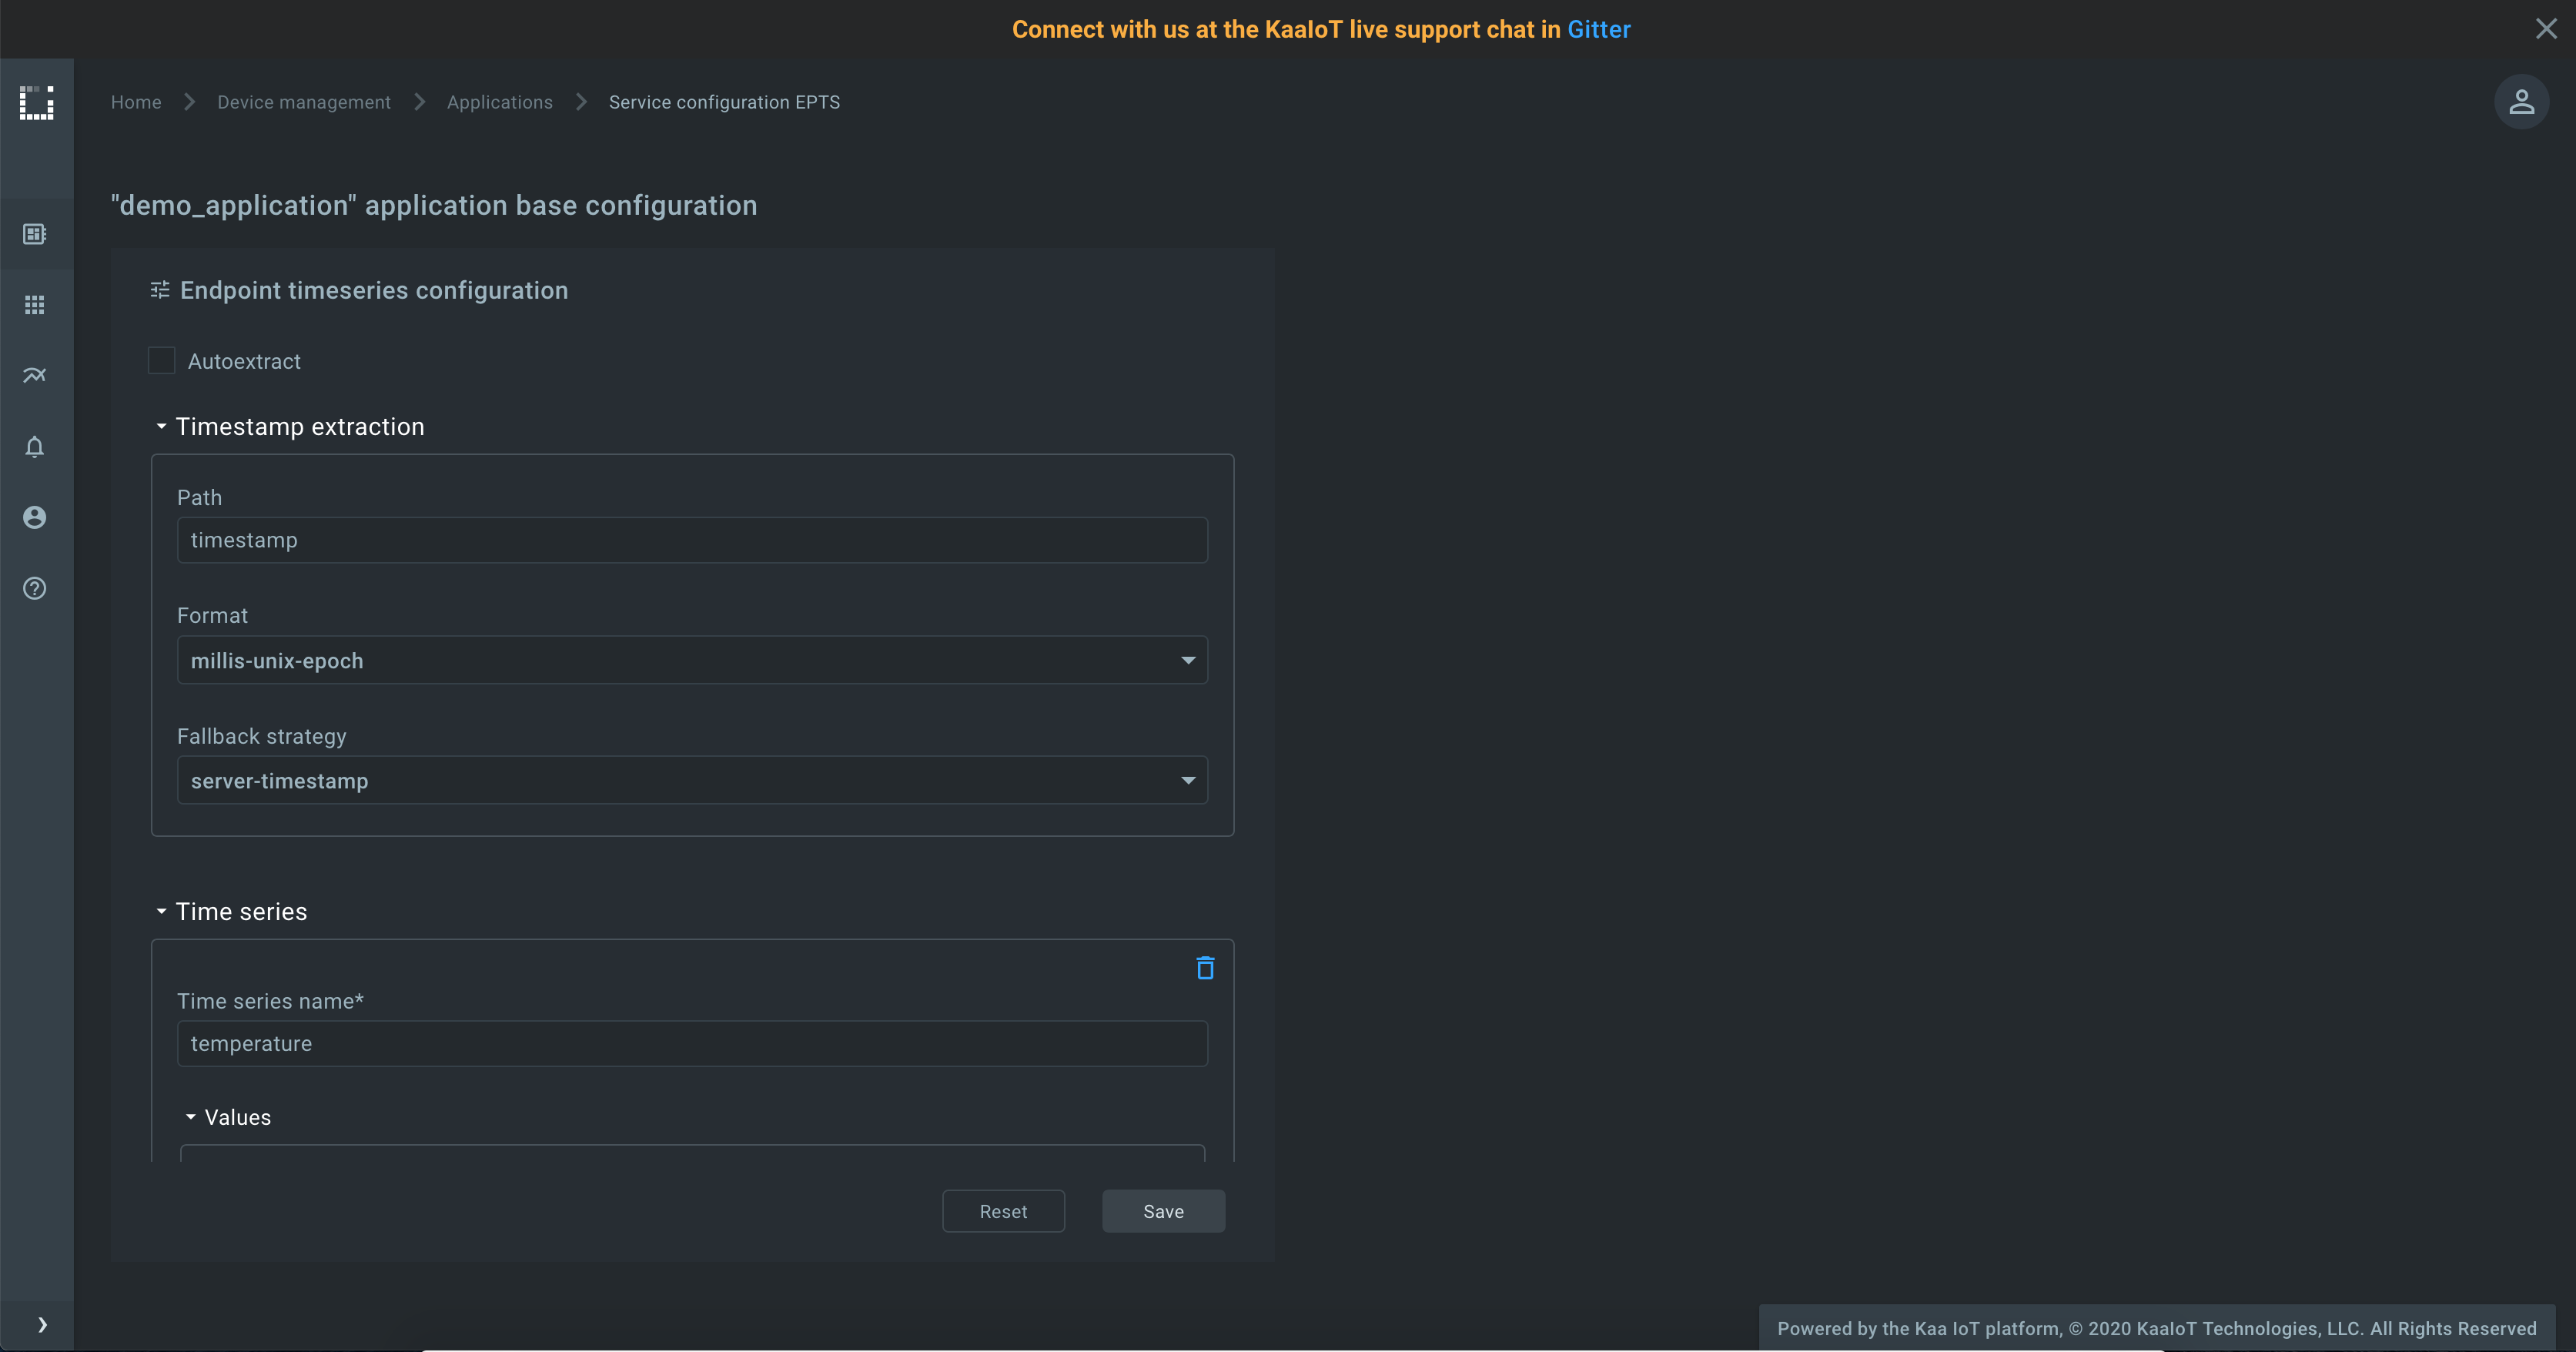 Connect with us at the KaaIoT live support chat in Gitter
Home Device management Applications Service configuration EPTS
"demo_application" application base configuration
Endpoint timeseries configuration
Autoextract
Timestamp extraction
Path
timestamp
Format
millis-unix-epoch
Fallback strategy
server-timestamp
Time series
Time series name*
temperature
Values
Reset Save
Powered by the Kaa IoT platform, © 2020 KaaIoT Technologies, LLC. All Rights Reserved